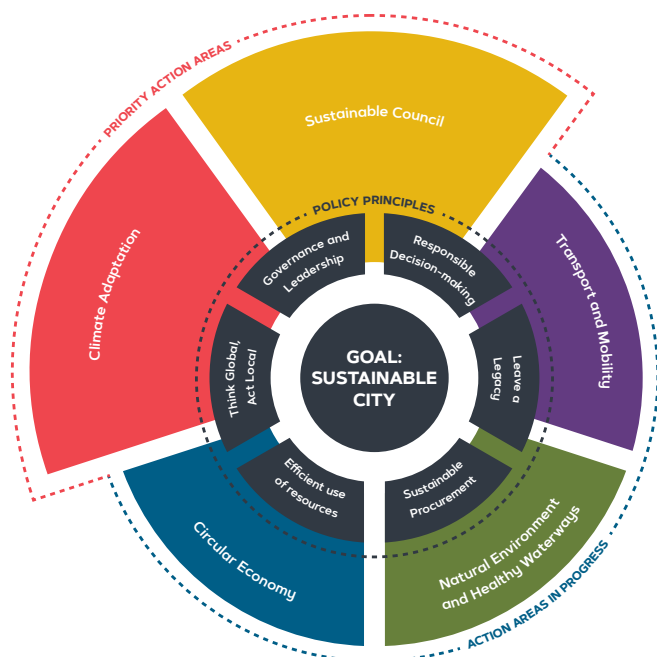 PRIORITY ACTION AREAS
Sustainable Council
Climate Adaptation
Transport and Mobility
POLICY PRINCIPLES
Governance and
Leadership
Responsible
Decision-making
Think Global,
Act Local
GOAL:
SUSTAINABLE
CITY
Leave a
Legacy
Efficient use
of resources
Sustainable
Procurement
Circular Economy
Natural Environment
and Healthy Waterways
ACTION AREAS IN PROGRESS